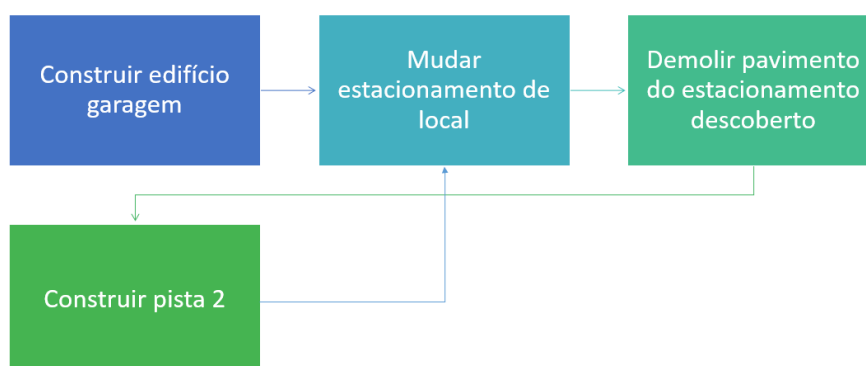 Construir edifício
garagem
Mudar
estacionamento de
local
Demolir pavimento
do estacionamento
descoberto
Construir pista 2